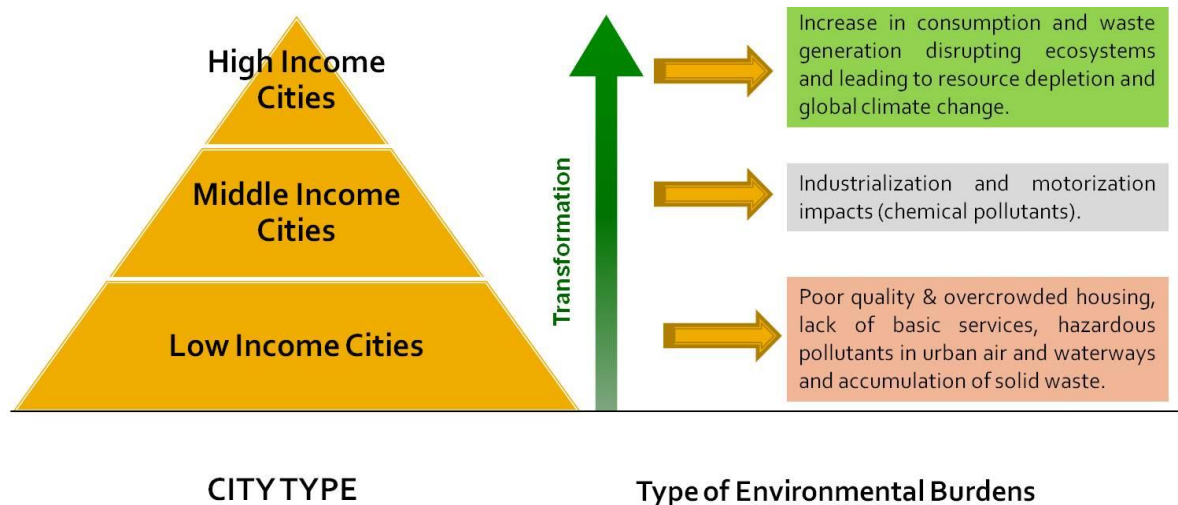 High Income
Cities
Middle Income
Cities
Low Income Cities
Transformation
Increase in consumption and waste
generation disrupting ecosystems
and leading to resource depletion and
global climate change.
Industrialization and motorization
impacts (chemical pollutants).
Poor quality & overcrowded housing,
lack of basic services, hazardous
pollutants in urban air and waterways
and accumulation of solid waste.
CITY TYPE
Type of Environmental Burdens